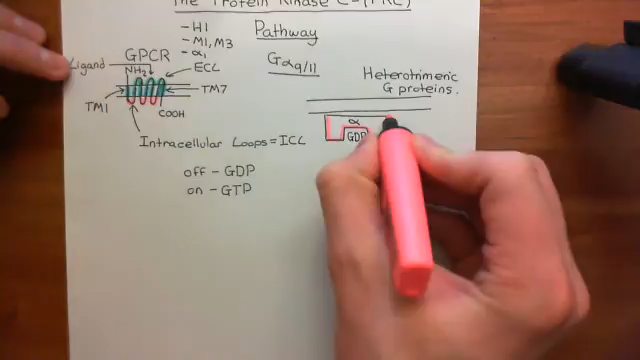 The Protein Kinase C-(PKC)
Pathway
- H1
- M1, M3
- α1
Gαq/11
GPCR
Ligand
NH2
ECL
TM1
TM7
COOH
Intracellular Loops = ICL
off - GDP
on - GTP
Heterotrimeric
G proteins.
α
GDP